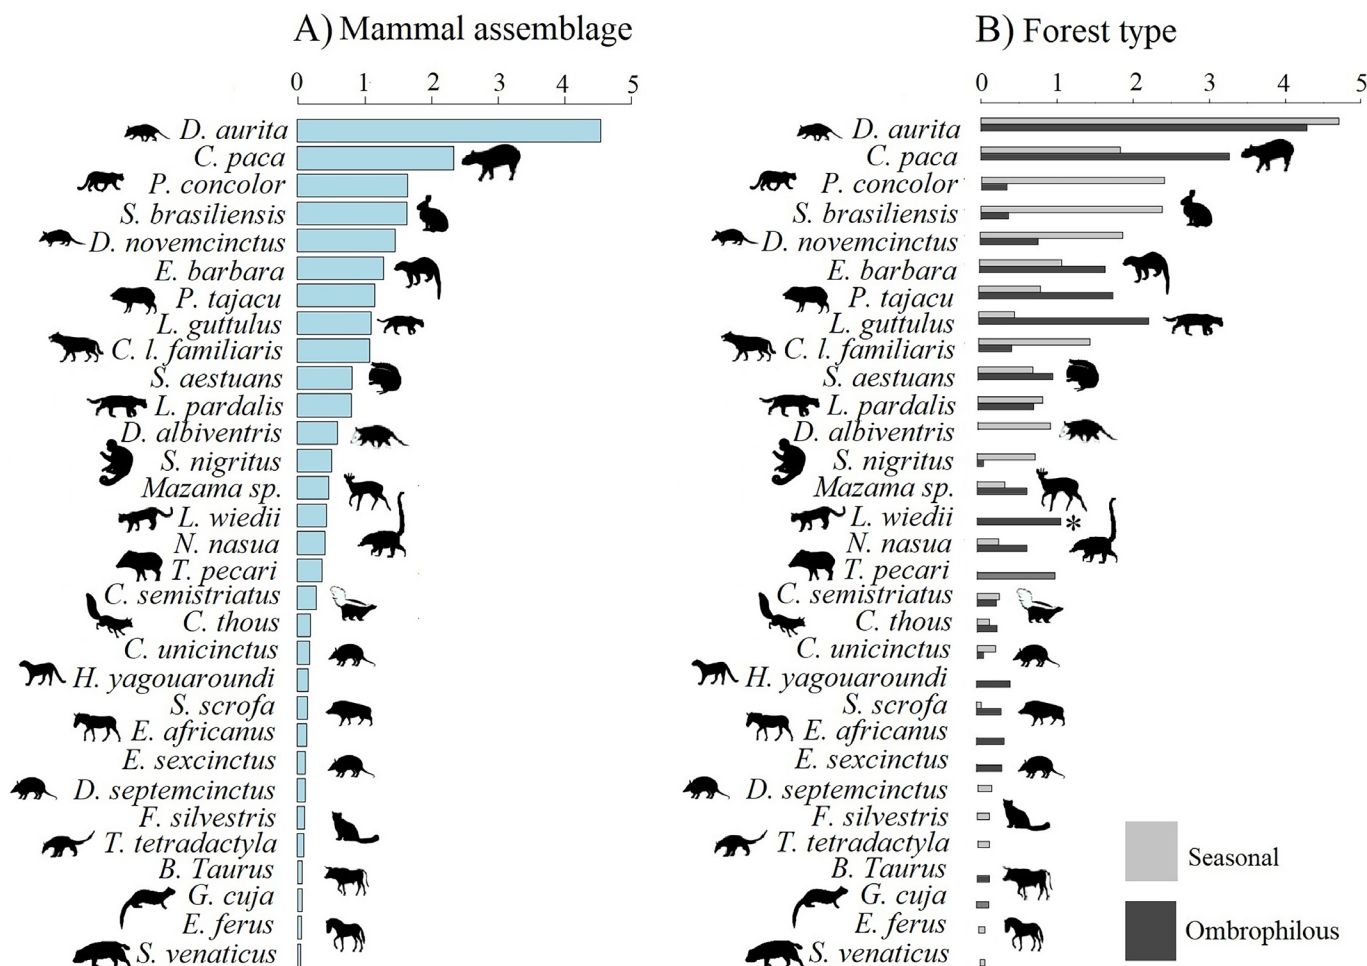 A) Mammal assemblage
0 1 2 3 4 5
D. aurita
C. paca
P. concolor
S. brasiliensis
D. novemcinctus
E. barbara
P. tajacu
L. guttulus
C. l. familiaris
S. aestuans
L. pardalis
D. albiventris
S. nigritus
Mazama sp.
L. wiedii
N. nasua
T. pecari
C. semistriatus
C. thous
C. unicinctus
H. yagouaroundi
S. scrofa
E. africanus
E. sexcinctus
D. septemcinctus
F. silvestris
T. tetradactyla
B. Taurus
G. cuja
E. ferus
S. venaticus
B) Forest type
0 1 2 3 4 5
D. aurita
C. paca
P. concolor
S. brasiliensis
D. novemcinctus
E. barbara
P. tajacu
L. guttulus
C. l. familiaris
S. aestuans
L. pardalis
D. albiventris
S. nigritus
Mazama sp.
L. wiedii *
N. nasua
T. pecari
C. semistriatus
C. thous
C. unicinctus
H. yagouaroundi
S. scrofa
E. africanus
E. sexcinctus
D. septemcinctus
F. silvestris
T. tetradactyla
B. Taurus
G. cuja
E. ferus
S. venaticus
Seasonal
Ombrophilous